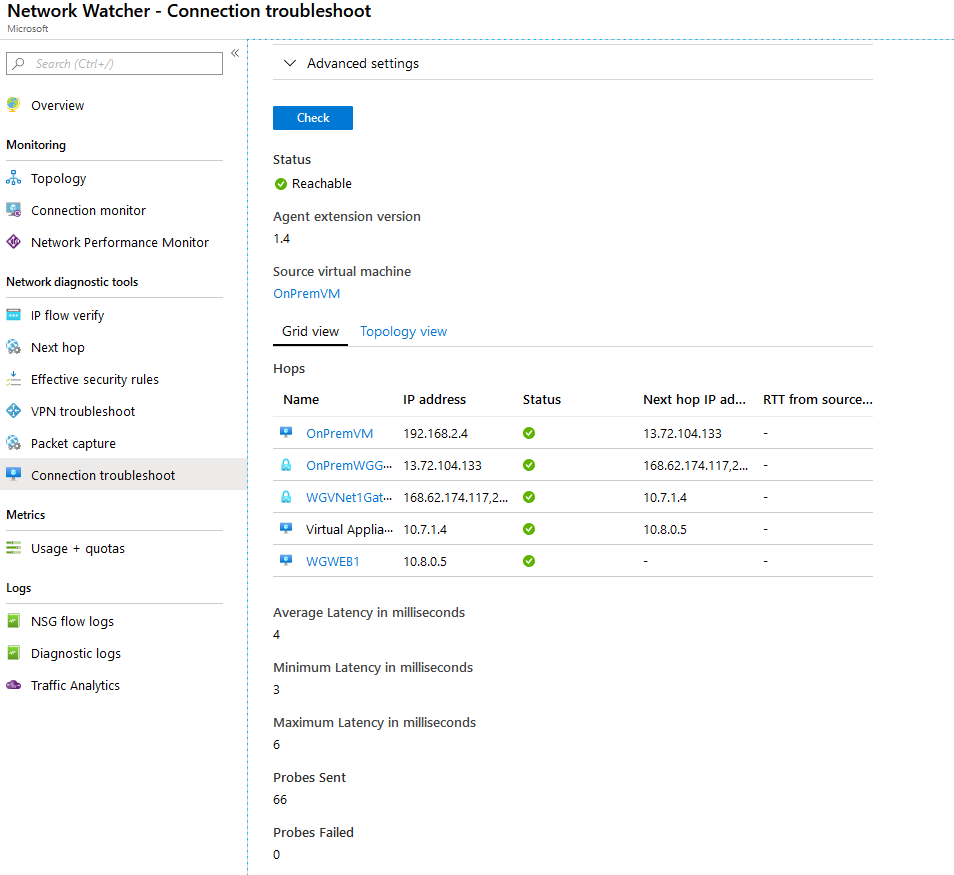 Network Watcher - Connection troubleshoot
Microsoft
Search (Ctrl+/)
«
Overview
Monitoring
Topology
Connection monitor
Network Performance Monitor
Network diagnostic tools
IP flow verify
Next hop
Effective security rules
VPN troubleshoot
Packet capture
Connection troubleshoot
Metrics
Usage + quotas
Logs
NSG flow logs
Diagnostic logs
Traffic Analytics
Advanced settings
Check
Status
Reachable
Agent extension version
1.4
Source virtual machine
OnPremVM
Grid view Topology view
Hops
Name IP address Status Next hop IP ad... RTT from source...
OnPremVM 192.168.2.4 13.72.104.133 -
OnPremWGG... 13.72.104.133 168.62.174.117,2... -
WGVNet1Gat... 168.62.174.117,2... 10.7.1.4 -
Virtual Applia... 10.7.1.4 10.8.0.5 -
WGWEB1 10.8.0.5 - -
Average Latency in milliseconds
4
Minimum Latency in milliseconds
3
Maximum Latency in milliseconds
6
Probes Sent
66
Probes Failed
0